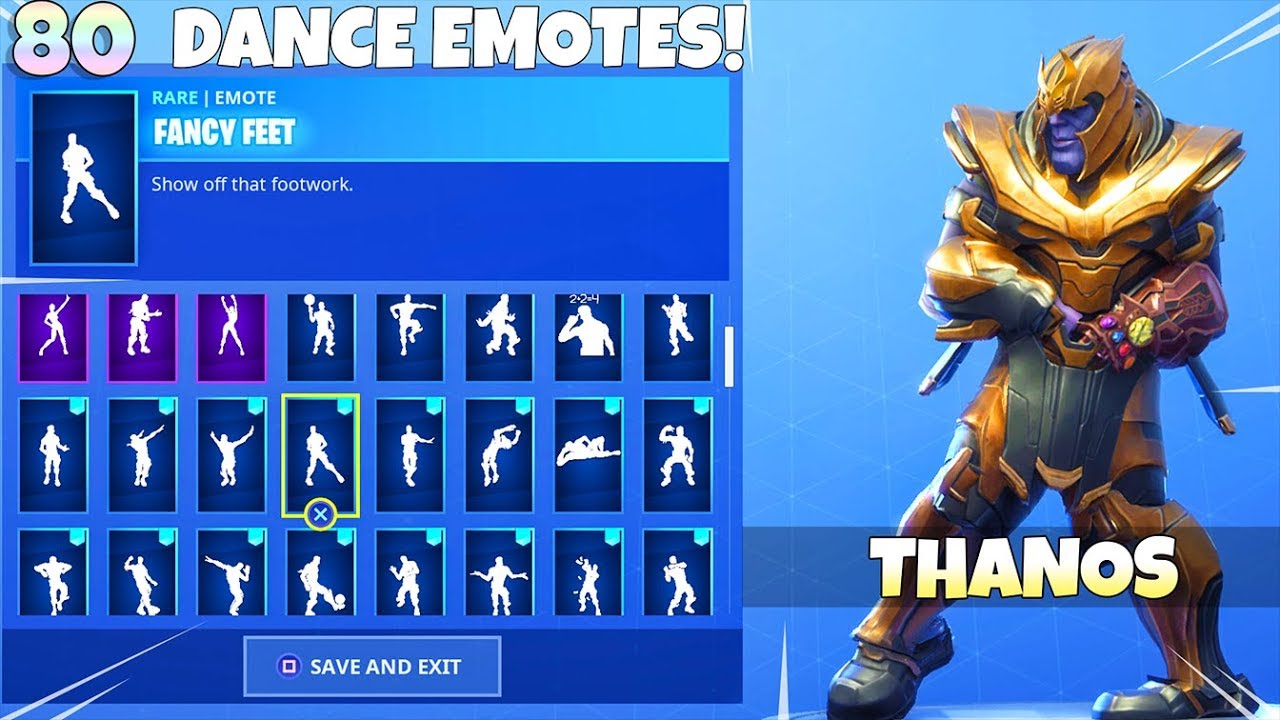 80 DANCE EMOTES!
RARE | EMOTE
FANCY FEET
Show off that footwork.
2+2=4
THANOS
SAVE AND EXIT